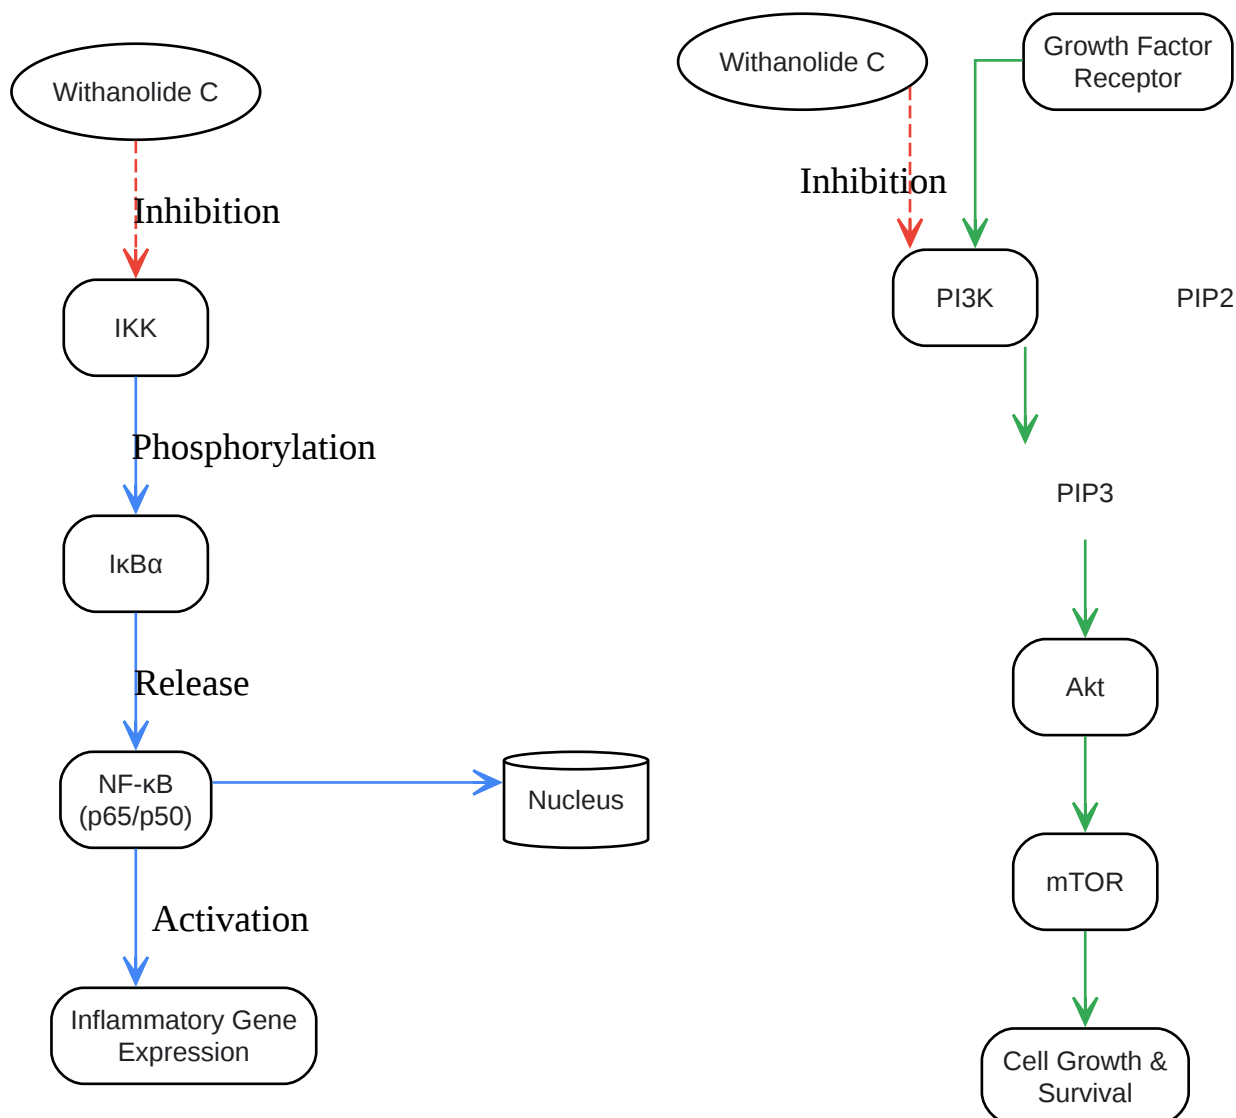 Withanolide C
Inhibition
IKK
Phosphorylation
IκBα
Release
NF-κB
(p65/p50)
Nucleus
Activation
Inflammatory Gene
Expression
Withanolide C
Growth Factor
Receptor
Inhibition
PI3K
PIP2
PIP3
Akt
mTOR
Cell Growth &
Survival